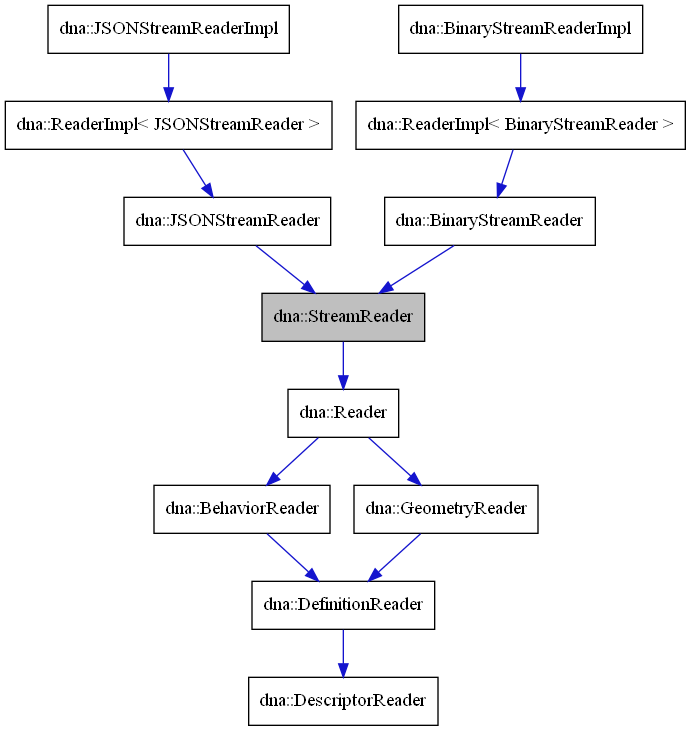 dna::JSONStreamReaderImpl
dna::BinaryStreamReaderImpl
dna::ReaderImpl< JSONStreamReader >
dna::ReaderImpl< BinaryStreamReader >
dna::JSONStreamReader
dna::BinaryStreamReader
dna::StreamReader
dna::Reader
dna::BehaviorReader
dna::GeometryReader
dna::DefinitionReader
dna::DescriptorReader